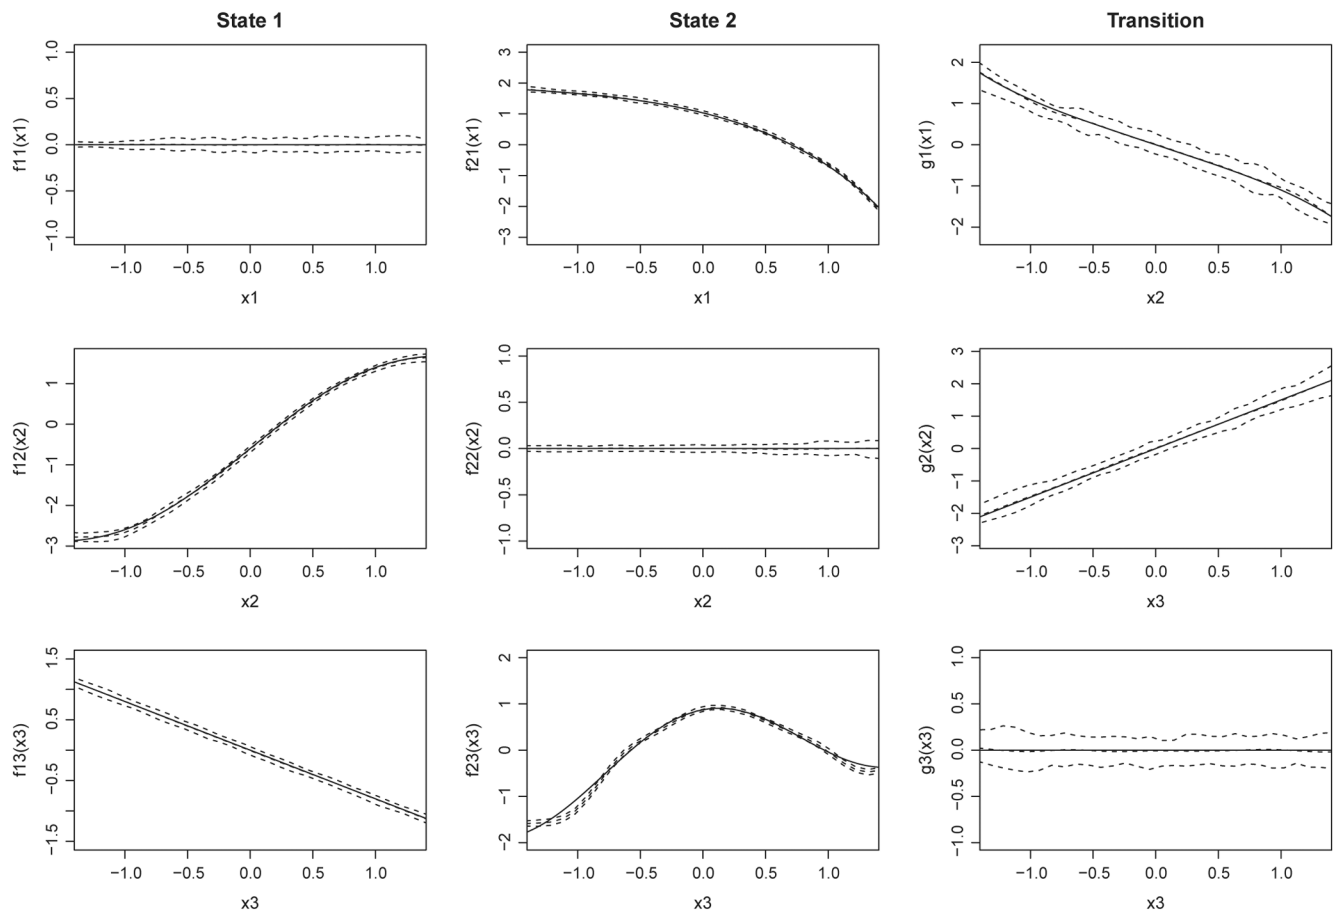 State 1 State 2 Transition
f11(x1) 1.0 0.5 0.0 −0.5 −1.0
−1.0 −0.5 0.0 0.5 1.0
x1
f21(x1) 3 2 1 0 −1 −2 −3
−1.0 −0.5 0.0 0.5 1.0
x1
g1(x1) 2 1 0 −1 −2
−1.0 −0.5 0.0 0.5 1.0
x2
f12(x2) 1 0 −1 −2 −3
−1.0 −0.5 0.0 0.5 1.0
x2
f22(x2) 1.0 0.5 0.0 −0.5 −1.0
−1.0 −0.5 0.0 0.5 1.0
x2
g2(x2) 3 2 1 0 −1 −2 −3
−1.0 −0.5 0.0 0.5 1.0
x3
f13(x3) 1.5 0.5 −0.5 −1.5
−1.0 −0.5 0.0 0.5 1.0
x3
f23(x3) 2 1 0 −1 −2
−1.0 −0.5 0.0 0.5 1.0
x3
g3(x3) 1.0 0.5 0.0 −0.5 −1.0
−1.0 −0.5 0.0 0.5 1.0
x3